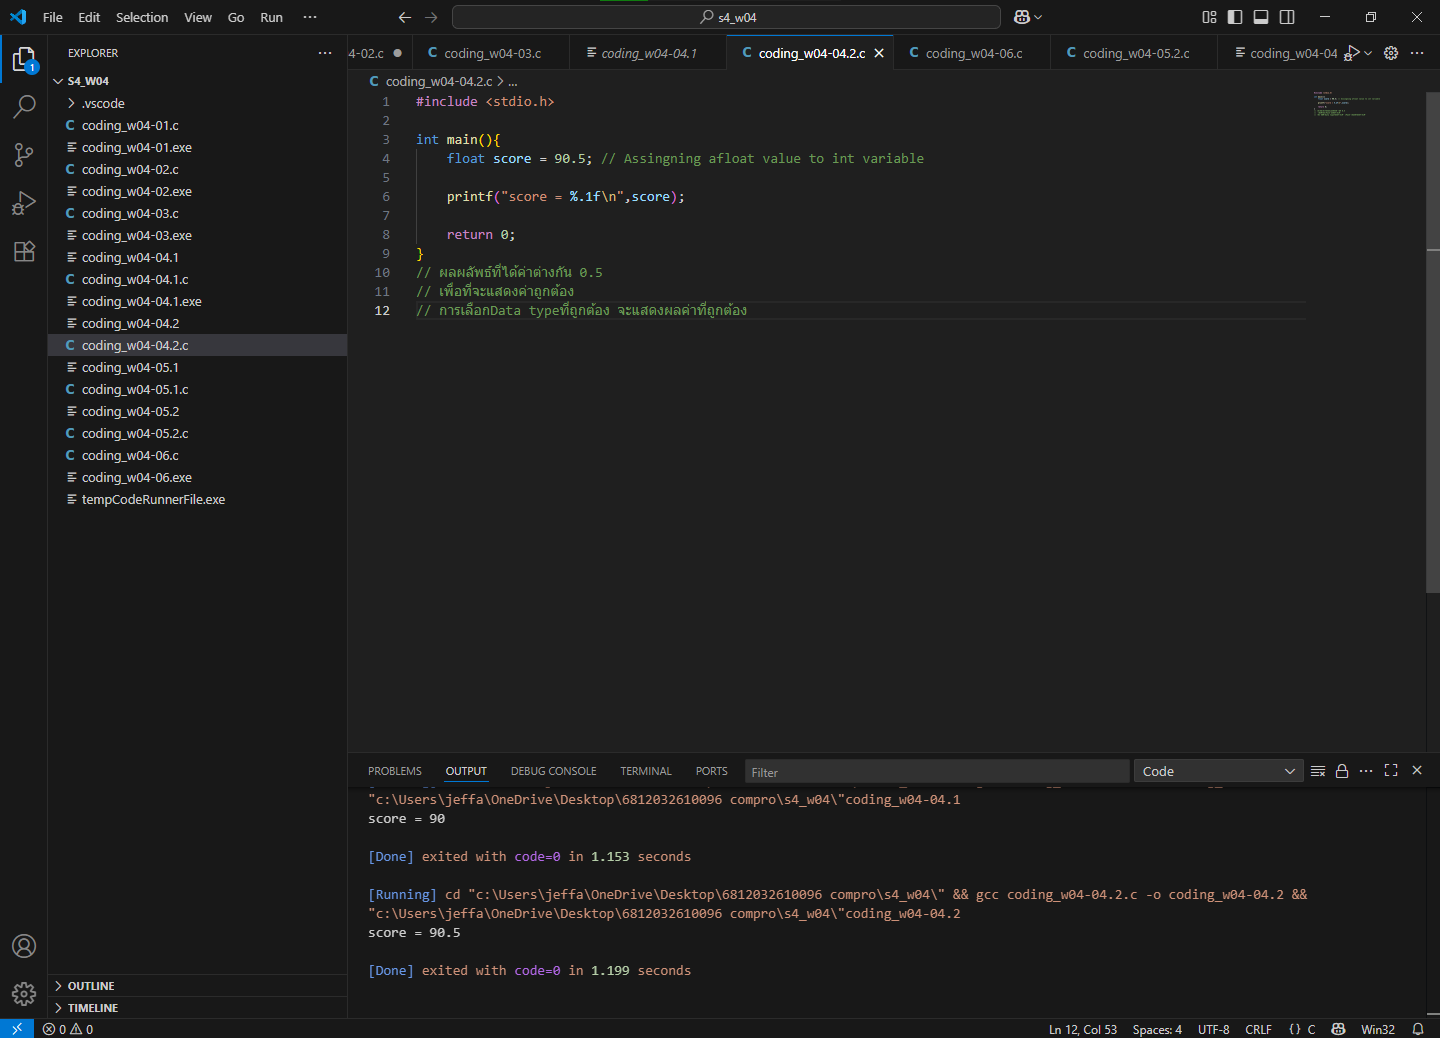 File Edit Selection View Go Run ··· s4_w04
EXPLORER ···
4-02.c coding_w04-03.c coding_w04-04.1 coding_w04-04.2.c coding_w04-06.c coding_w04-05.2.c coding_w04-04 ···
1
S4_W04
.vscode
coding_w04-01.c
coding_w04-01.exe
coding_w04-02.c
coding_w04-02.exe
coding_w04-03.c
coding_w04-03.exe
coding_w04-04.1
coding_w04-04.1.c
coding_w04-04.1.exe
coding_w04-04.2
coding_w04-04.2.c
coding_w04-05.1
coding_w04-05.1.c
coding_w04-05.2
coding_w04-05.2.c
coding_w04-06.c
coding_w04-06.exe
tempCodeRunnerFile.exe
OUTLINE
TIMELINE
C coding_w04-04.2.c > ...
1 #include <stdio.h>
2
3 int main(){
4 float score = 90.5; // Assingning afloat value to int variable
5
6 printf("score = %.1f\n",score);
7
8 return 0;
9 }
10 // ผลผลัพธ์ที่ได้ค่าต่างกัน 0.5
11 // เพื่อที่จะแสดงค่าถูกต้อง
12 // การเลือกData typeที่ถูกต้อง จะแสดงผลค่าที่ถูกต้อง
PROBLEMS OUTPUT DEBUG CONSOLE TERMINAL PORTS Filter Code ···
"c:\Users\jeffa\OneDrive\Desktop\6812032610096 compro\s4_w04\"coding_w04-04.1
score = 90
[Done] exited with code=0 in 1.153 seconds
[Running] cd "c:\Users\jeffa\OneDrive\Desktop\6812032610096 compro\s4_w04\" && gcc coding_w04-04.2.c -o coding_w04-04.2 &&
"c:\Users\jeffa\OneDrive\Desktop\6812032610096 compro\s4_w04\"coding_w04-04.2
score = 90.5
[Done] exited with code=0 in 1.199 seconds
0 0 Ln 12, Col 53 Spaces: 4 UTF-8 CRLF {} C Win32